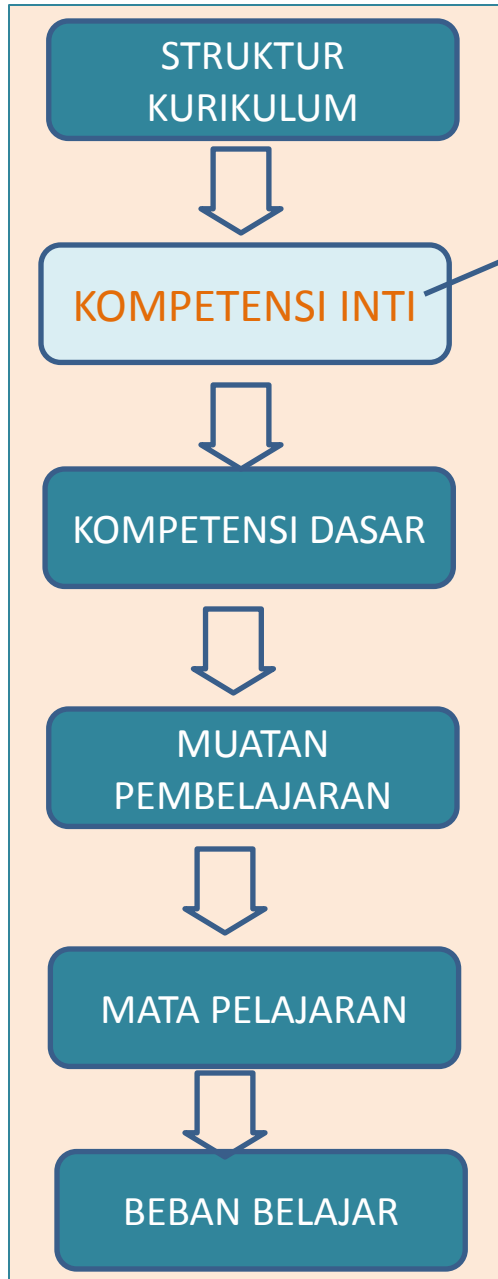 STRUKTUR
KURIKULUM
KOMPETENSI INTI
KOMPETENSI DASAR
MUATAN
PEMBELAJARAN
MATA PELAJARAN
BEBAN BELAJAR